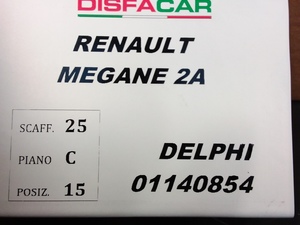 DISFACAR
RENAULT
MEGANE 2A
SCAFF. 25
PIANO C
POSIZ. 15
DELPHI
01140854